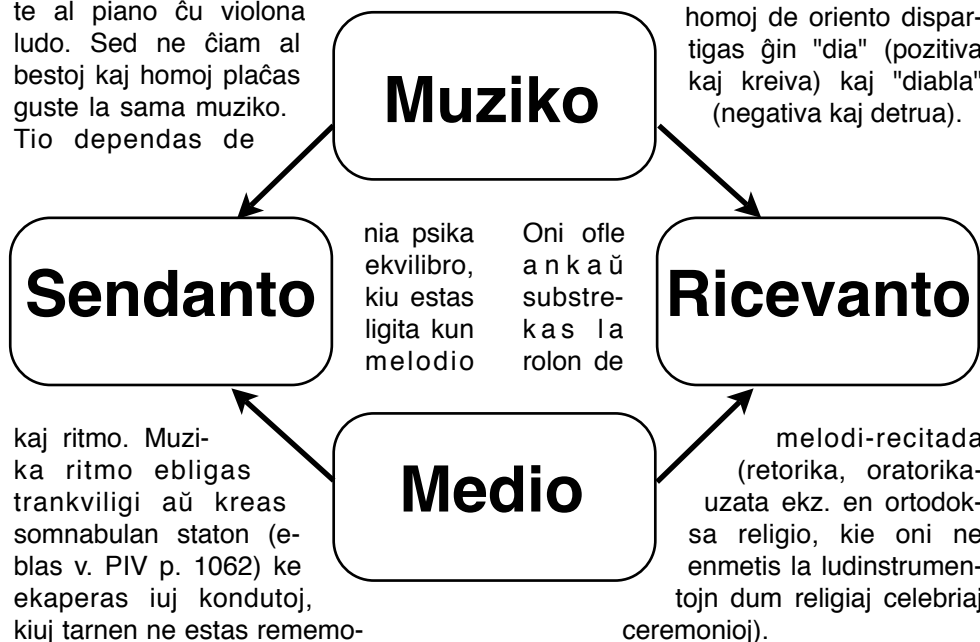 te al piano ĉu violona
ludo. Sed ne ĉiam al
bestoj kaj homoj plaĉas
guste la sama muziko.
Tio dependas de
Muziko
homoj de oriento dispar-
tigas ĝin "dia" (pozitiva
kaj kreiva) kaj "diabla"
(negativa kaj detrua).
Sendanto
nia psika
ekvilibro,
kiu estas
ligita kun
melodio
Oni ofle
ankaŭ
substre-
kas la
rolon de
Ricevanto
kaj ritmo. Muzi-
ka ritmo ebligas
trankviligi aŭ kreas
somnabulan staton (e-
blas v. PIV p. 1062) ke
ekaperas iuj kondutoj,
kiuj tarnen ne estas rememo-
Medio
melodi-recitada
(retorika, oratorika-
uzata ekz. en ortodok-
sa religio, kie oni ne
enmetis la ludinstrumen-
tojn dum religiaj celebriaj
ceremonioj).